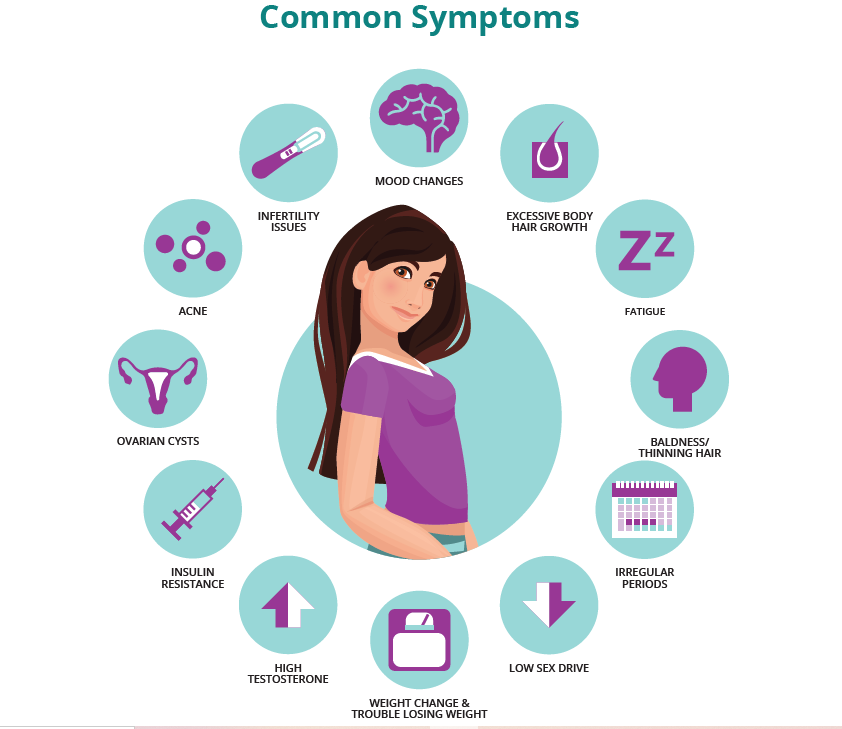 Common Symptoms
MOOD CHANGES
EXCESSIVE BODY
HAIR GROWTH
Zz
FATIGUE
BALDNESS/
THINNING HAIR
IRREGULAR
PERIODS
LOW SEX DRIVE
WEIGHT CHANGE &
TROUBLE LOSING WEIGHT
HIGH
TESTOSTERONE
INSULIN
RESISTANCE
OVARIAN CYSTS
ACNE
INFERTILITY
ISSUES